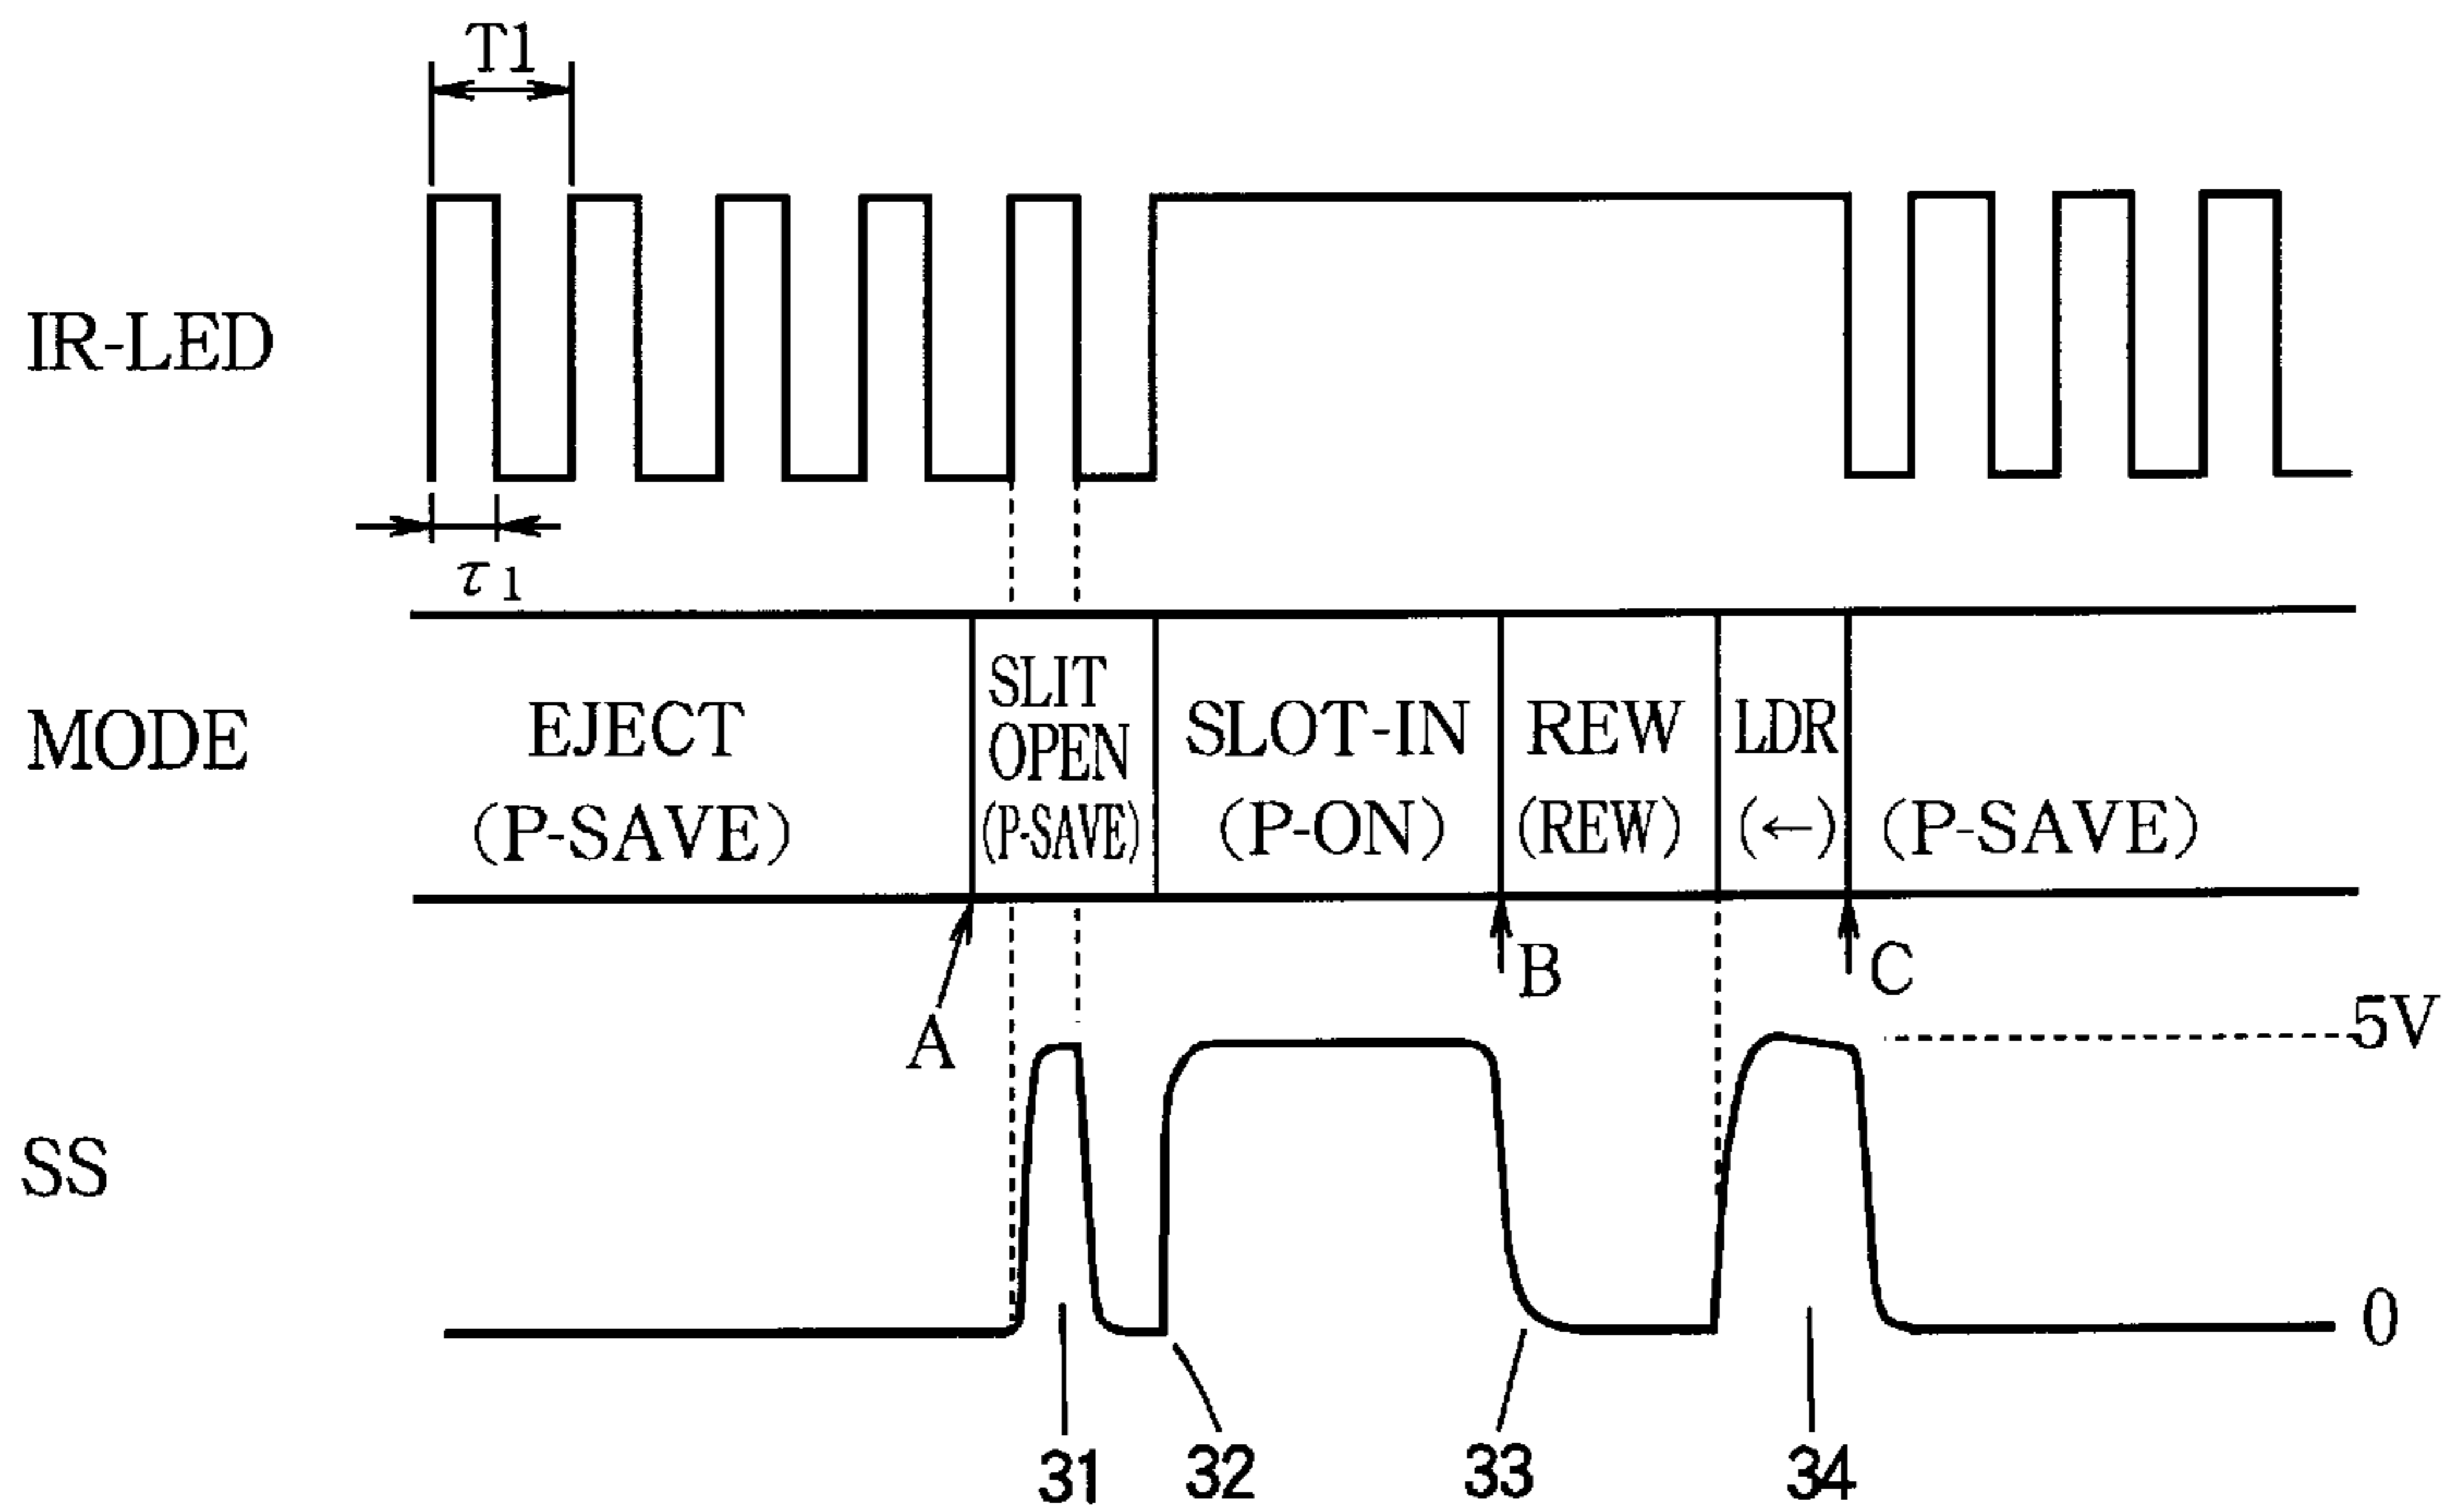 T1
IR-LED
τ1
MODE
EJECT
(P-SAVE)
SLIT
OPEN
(P-SAVE)
SLOT-IN
(P-ON)
REW
(REW)
LDR
(←)
(P-SAVE)
A
B
C
5V
SS
0
31
32
33
34